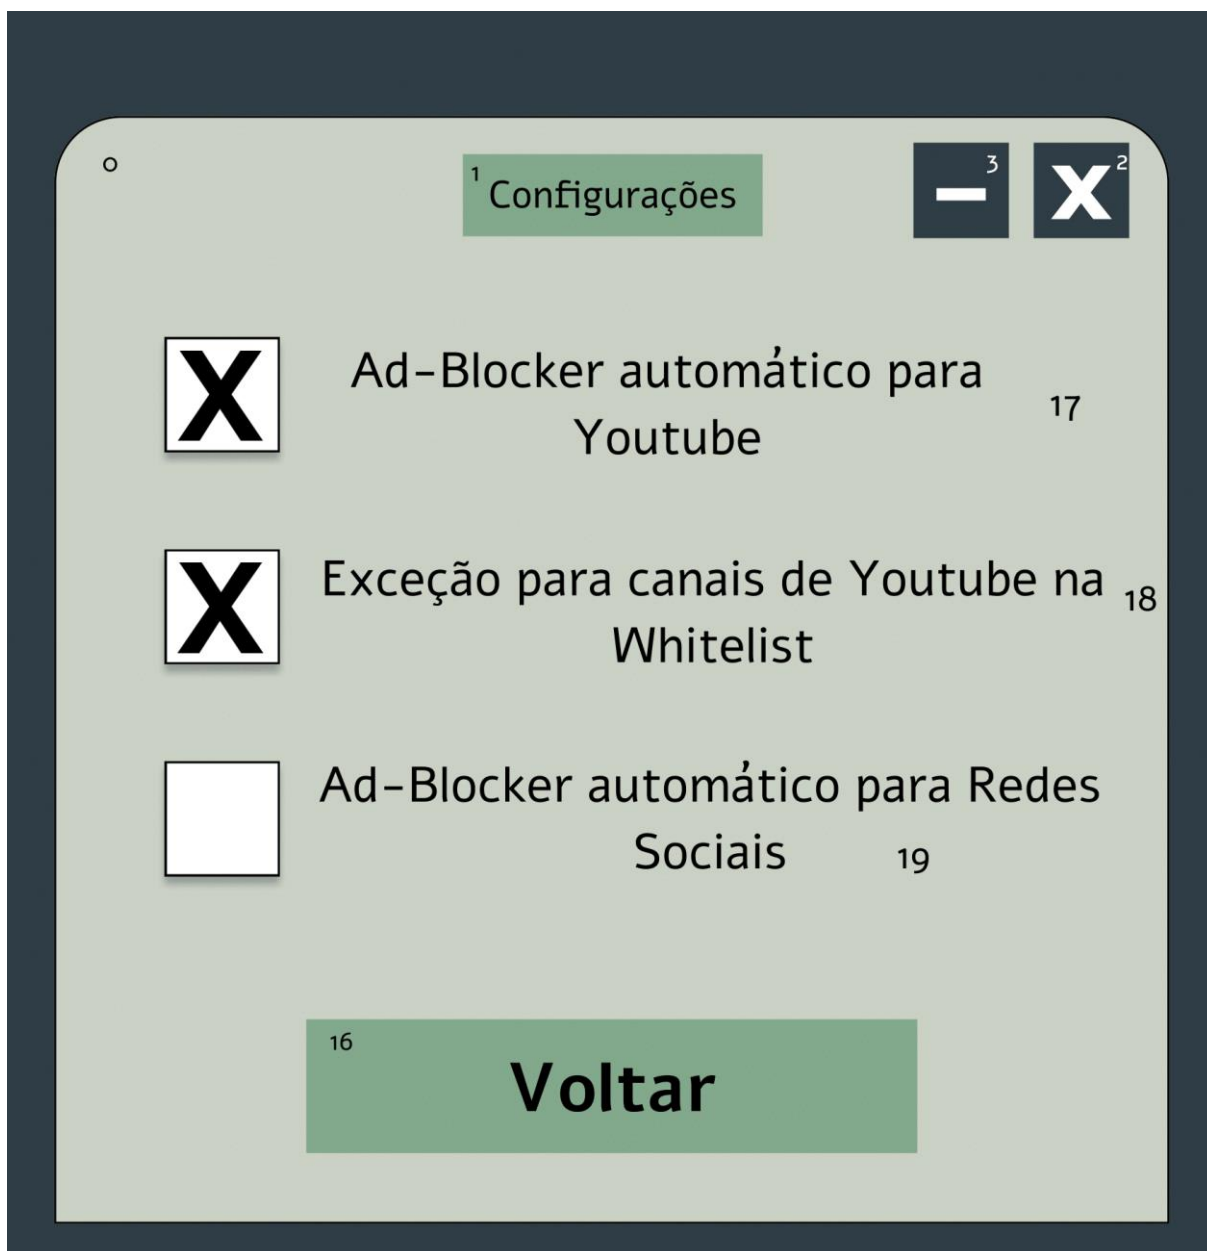 0
1 Configurações
3
X 2
X Ad-Blocker automático para
Youtube
17
X Exceção para canais de Youtube na
18
Whitelist
Ad-Blocker automático para Redes
Sociais 19
16
Voltar